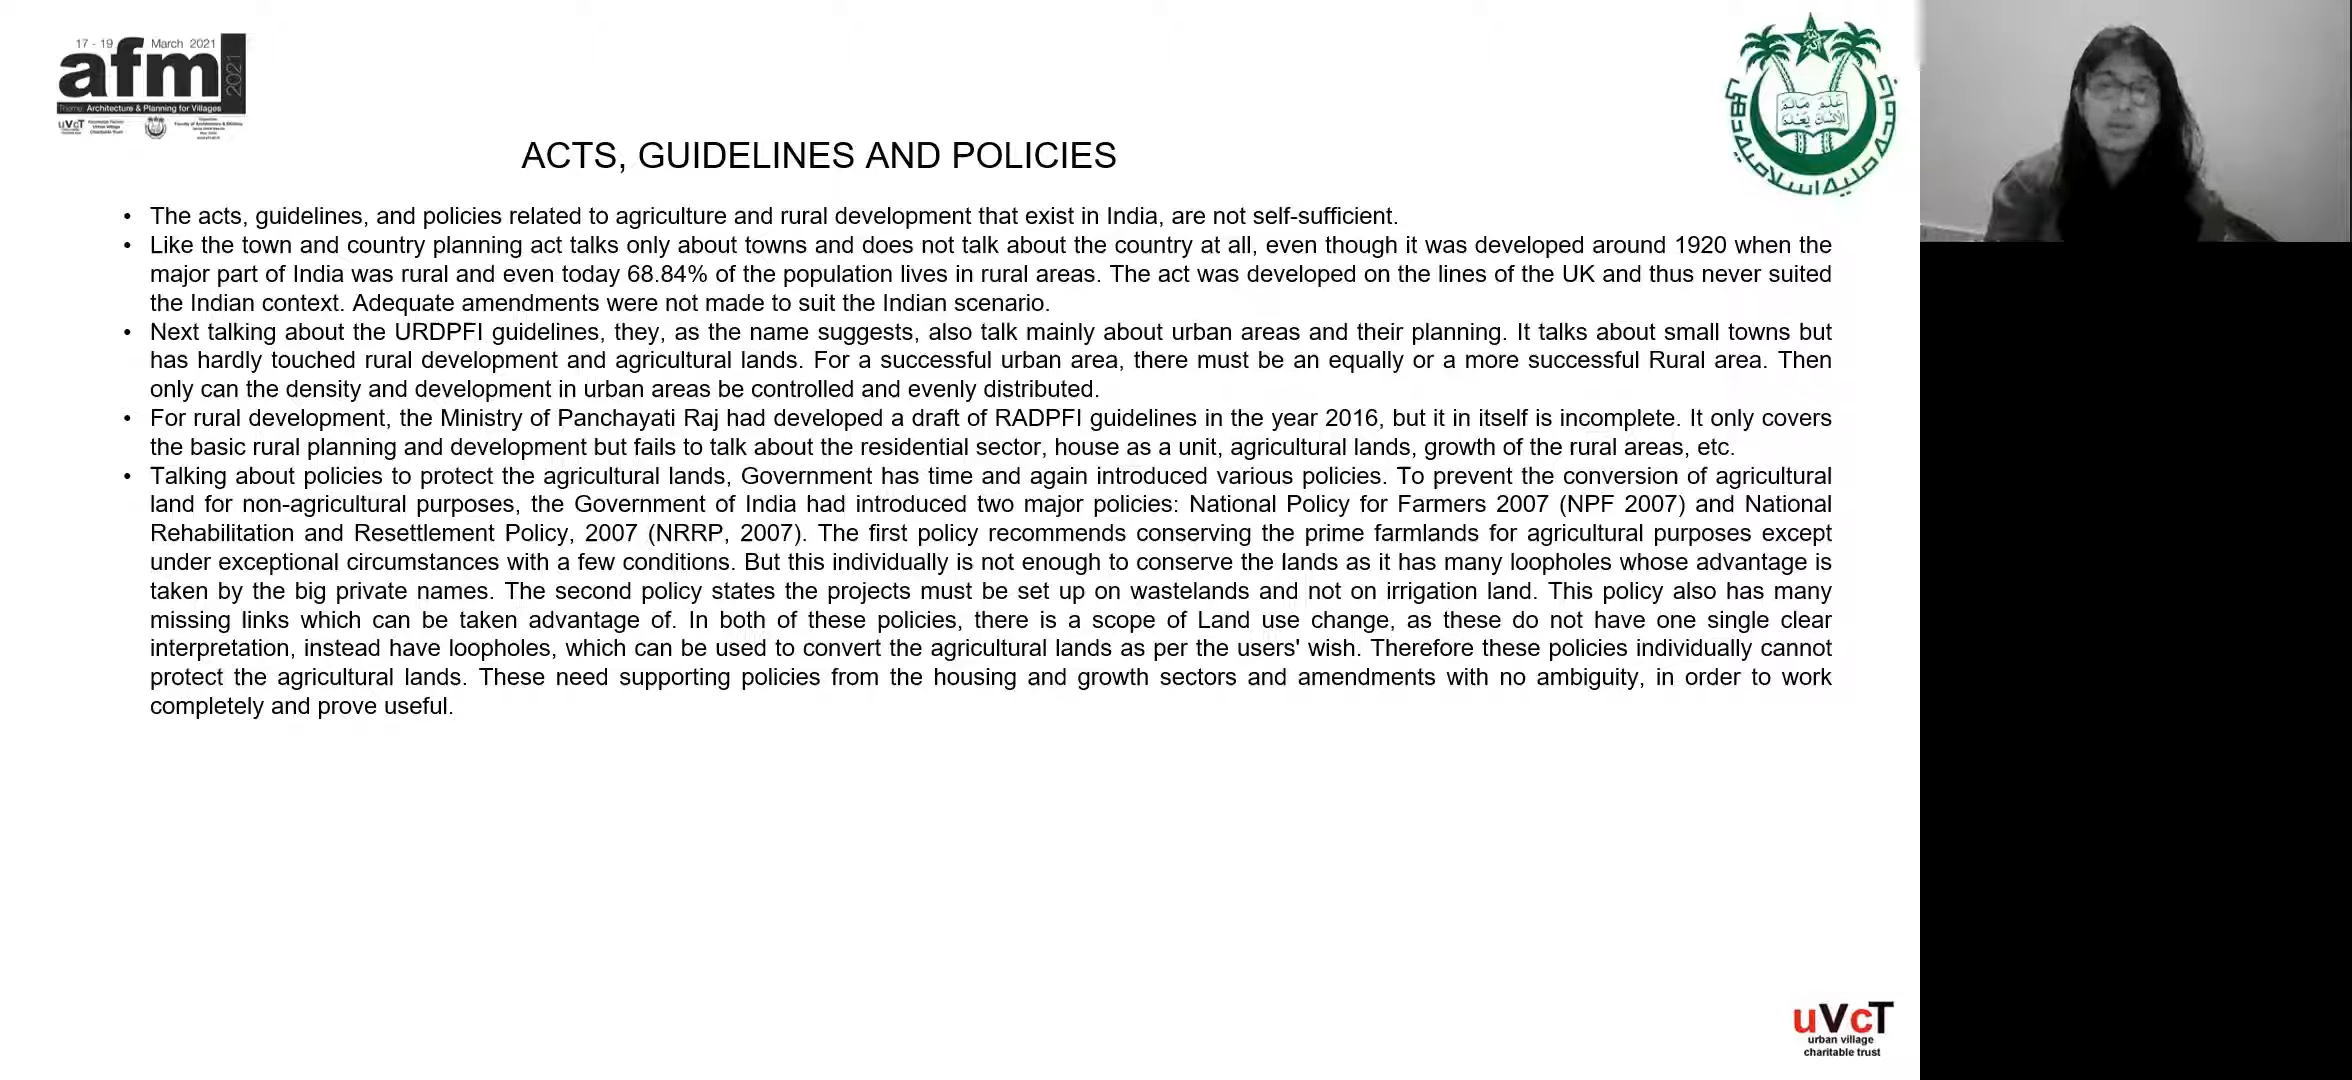 17 - 19 March 2021
afm
2021
Theme: Architecture & Planning for Villages
uVcT
Urban Village
Charitable Trust
Faculty of Architecture & Ekistics
علم مالم
الإنسان يعلم
ACTS, GUIDELINES AND POLICIES
• The acts, guidelines, and policies related to agriculture and rural development that exist in India, are not self-sufficient.
• Like the town and country planning act talks only about towns and does not talk about the country at all, even though it was developed around 1920 when the
major part of India was rural and even today 68.84% of the population lives in rural areas. The act was developed on the lines of the UK and thus never suited
the Indian context. Adequate amendments were not made to suit the Indian scenario.
• Next talking about the URDPFI guidelines, they, as the name suggests, also talk mainly about urban areas and their planning. It talks about small towns but
has hardly touched rural development and agricultural lands. For a successful urban area, there must be an equally or a more successful Rural area. Then
only can the density and development in urban areas be controlled and evenly distributed.
• For rural development, the Ministry of Panchayati Raj had developed a draft of RADPFI guidelines in the year 2016, but it in itself is incomplete. It only covers
the basic rural planning and development but fails to talk about the residential sector, house as a unit, agricultural lands, growth of the rural areas, etc.
• Talking about policies to protect the agricultural lands, Government has time and again introduced various policies. To prevent the conversion of agricultural
land for non-agricultural purposes, the Government of India had introduced two major policies: National Policy for Farmers 2007 (NPF 2007) and National
Rehabilitation and Resettlement Policy, 2007 (NRRP, 2007). The first policy recommends conserving the prime farmlands for agricultural purposes except
under exceptional circumstances with a few conditions. But this individually is not enough to conserve the lands as it has many loopholes whose advantage is
taken by the big private names. The second policy states the projects must be set up on wastelands and not on irrigation land. This policy also has many
missing links which can be taken advantage of. In both of these policies, there is a scope of Land use change, as these do not have one single clear
interpretation, instead have loopholes, which can be used to convert the agricultural lands as per the users' wish. Therefore these policies individually cannot
protect the agricultural lands. These need supporting policies from the housing and growth sectors and amendments with no ambiguity, in order to work
completely and prove useful.
uVcT
urban village
charitable trust